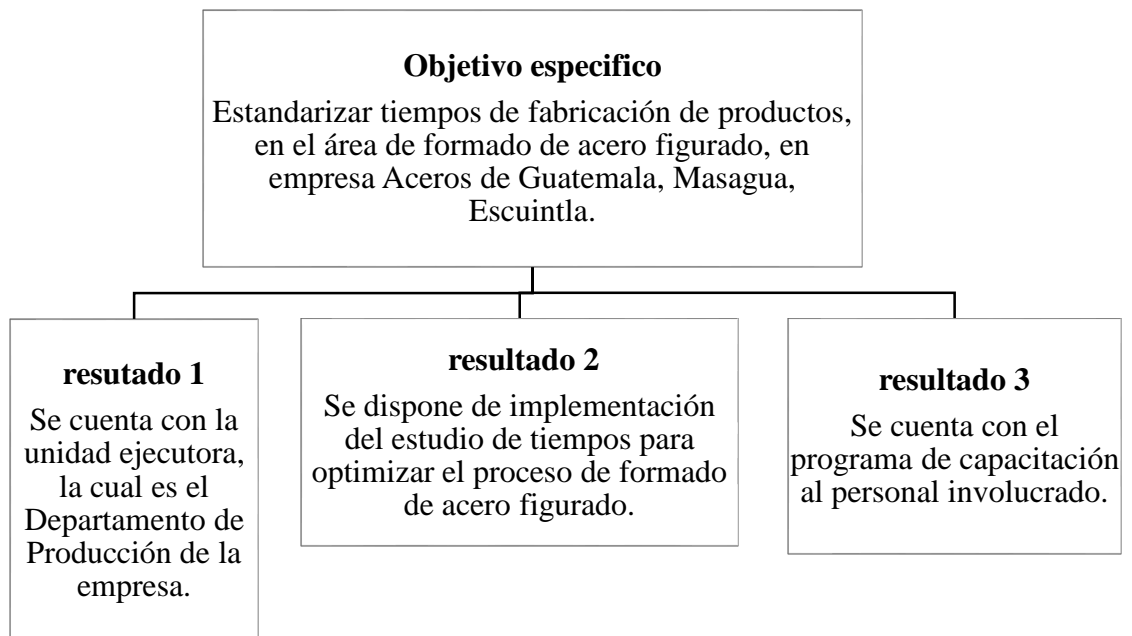 Objetivo especifico
Estandarizar tiempos de fabricación de productos,
en el área de formado de acero figurado, en
empresa Aceros de Guatemala, Masagua,
Escuintla.
resutado 1
Se cuenta con la
unidad ejecutora,
la cual es el
Departamento de
Producción de la
empresa.
resultado 2
Se dispone de implementación
del estudio de tiempos para
optimizar el proceso de formado
de acero figurado.
resultado 3
Se cuenta con el
programa de capacitación
al personal involucrado.